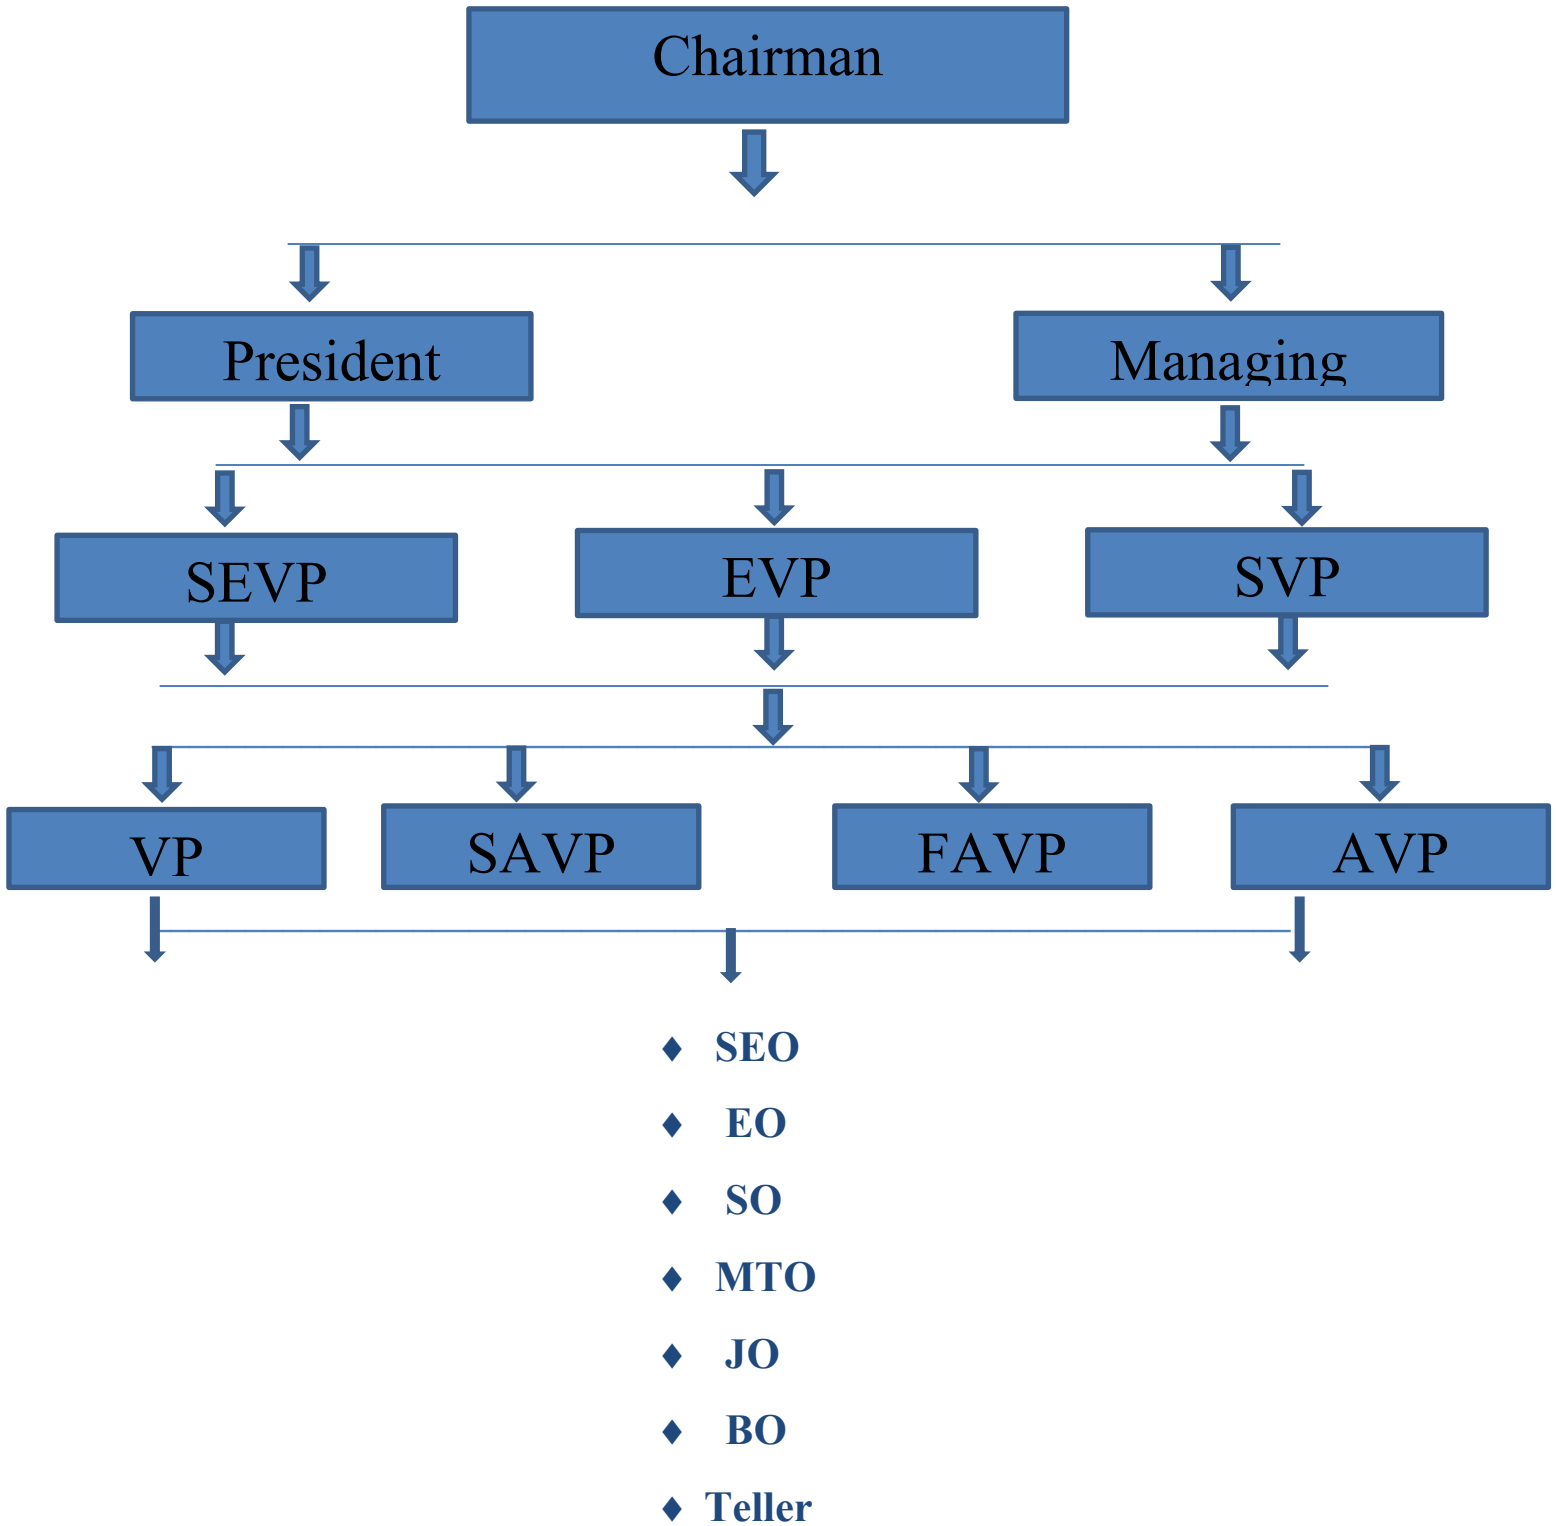 Chairman
President
Managing
SEVP
EVP
SVP
VP
SAVP
FAVP
AVP
♦ SEO
♦ EO
♦ SO
♦ MTO
♦ JO
♦ BO
♦ Teller